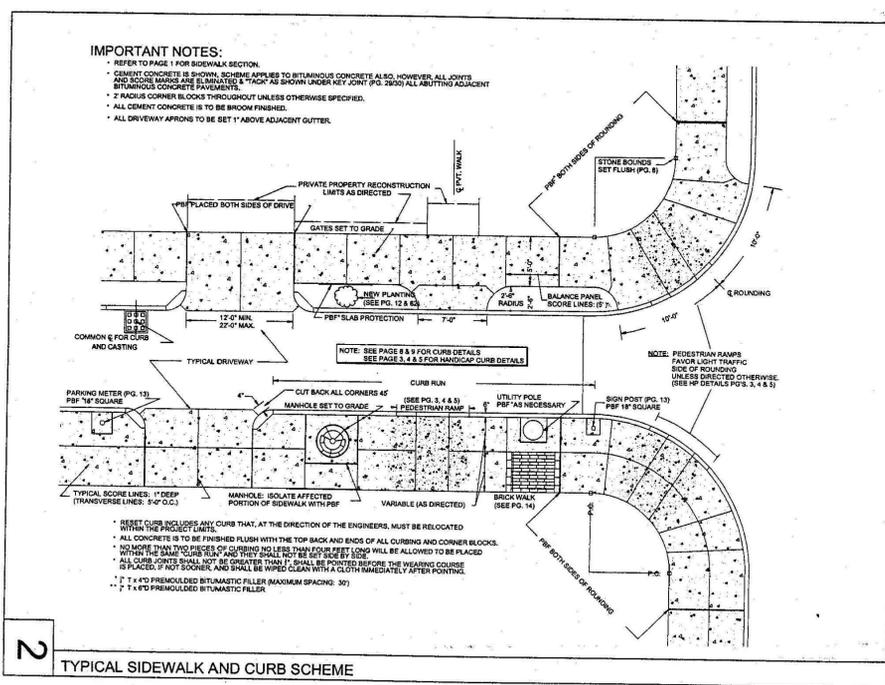 IMPORTANT NOTES:
• REFER TO PAGE 1 FOR SIDEWALK SECTION.
• CEMENT CONCRETE IS SHOWN, SCHEME APPLIES TO BITUMINOUS CONCRETE ALSO, HOWEVER, ALL JOINTS
AND SCORE MARKS ARE ELIMINATED & "TACK" AS SHOWN UNDER KEY JOINT (PG. 29/30) ALL ABUTTING ADJACENT
BITUMINOUS CONCRETE PAVEMENTS.
• 2' RADIUS CORNER BLOCKS THROUGHOUT UNLESS OTHERWISE SPECIFIED.
• ALL CEMENT CONCRETE IS TO BE BROOM FINISHED.
• ALL DRIVEWAY APRONS TO BE SET 1" ABOVE ADJACENT GUTTER.
PBF* BOTH SIDES OF ROUNDING
STONE BOUNDS
SET FLUSH (PG. 8)
℄ PVT. WALK
PRIVATE PROPERTY RECONSTRUCTION
LIMITS AS DIRECTED
PBF* PLACED BOTH SIDES OF DRIVE
GATES SET TO GRADE
5'-0"
10'-0"
10'-0"
℄ ROUNDING
NEW PLANTING
(SEE PG. 12 & 62)
2'-6"
RADIUS
2'-6"
BALANCE PANEL
SCORE LINES: (5')
12'-0" MIN.
22'-0" MAX.
PBF* SLAB PROTECTION
7'-0"
COMMON ℄ FOR CURB
AND CASTING
TYPICAL DRIVEWAY
NOTE: SEE PAGE 8 & 9 FOR CURB DETAILS
SEE PAGE 3, 4 & 5 FOR HANDICAP CURB DETAILS
NOTE: PEDESTRIAN RAMPS
FAVOR LIGHT TRAFFIC
SIDE OF ROUNDING
UNLESS DIRECTED OTHERWISE.
(SEE HP DETAILS PG'S. 3, 4 & 5)
CURB RUN
PARKING METER (PG. 13)
PBF "16" SQUARE
4"
CUT BACK ALL CORNERS 45°
MANHOLE SET TO GRADE
(SEE PG. 3, 4 & 5)
PEDESTRIAN RAMP
6"
UTILITY POLE
PBF* AS NECESSARY
SIGN POST (PG. 13)
PBF 18" SQUARE
TYPICAL SCORE LINES: 1" DEEP
(TRANSVERSE LINES: 5'-0" O.C.)
MANHOLE: ISOLATE AFFECTED
PORTION OF SIDEWALK WITH PBF
VARIABLE (AS DIRECTED)
BRICK WALK
(SEE PG. 14)
P.C.
P.C.
PBF BOTH SIDES OF ROUNDING
• RESET CURB INCLUDES ANY CURB THAT, AT THE DIRECTION OF THE ENGINEERS, MUST BE RELOCATED
WITHIN THE PROJECT LIMITS.
• ALL CONCRETE IS TO BE FINISHED FLUSH WITH THE TOP BACK AND ENDS OF ALL CURBING AND CORNER BLOCKS.
• NO MORE THAN TWO PIECES OF CURBING NO LESS THAN FOUR FEET LONG WILL BE ALLOWED TO BE PLACED
WITHIN THE SAME "CURB RUN" AND THEY SHALL NOT BE SET SIDE BY SIDE.
• ALL CURB JOINTS SHALL NOT BE GREATER THAN SHALL BE POINTED BEFORE THE WEARING COURSE
IS PLACED, IF NOT SOONER, AND SHALL BE WIPED CLEAN WITH A CLOTH IMMEDIATELY AFTER POINTING.
T x 4"D PREMOULDED BITUMASTIC FILLER (MAXIMUM SPACING: 30')
T x 6"D PREMOULDED BITUMASTIC FILLER
2
TYPICAL SIDEWALK AND CURB SCHEME